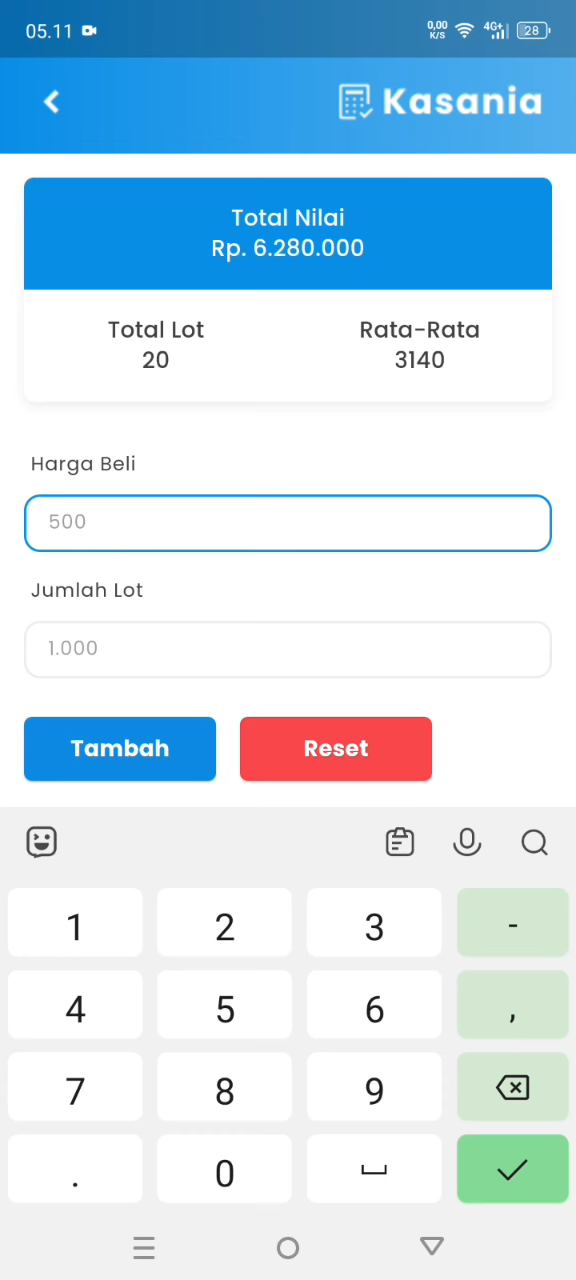 05.11
0,00
K/S
4G+
28
Kasania
Total Nilai
Rp. 6.280.000
Total Lot
Rata-Rata
20
3140
Harga Beli
500
Jumlah Lot
1.000
Tambah
Reset
1
2
3
-
4
5
6
,
7
8
9
.
0